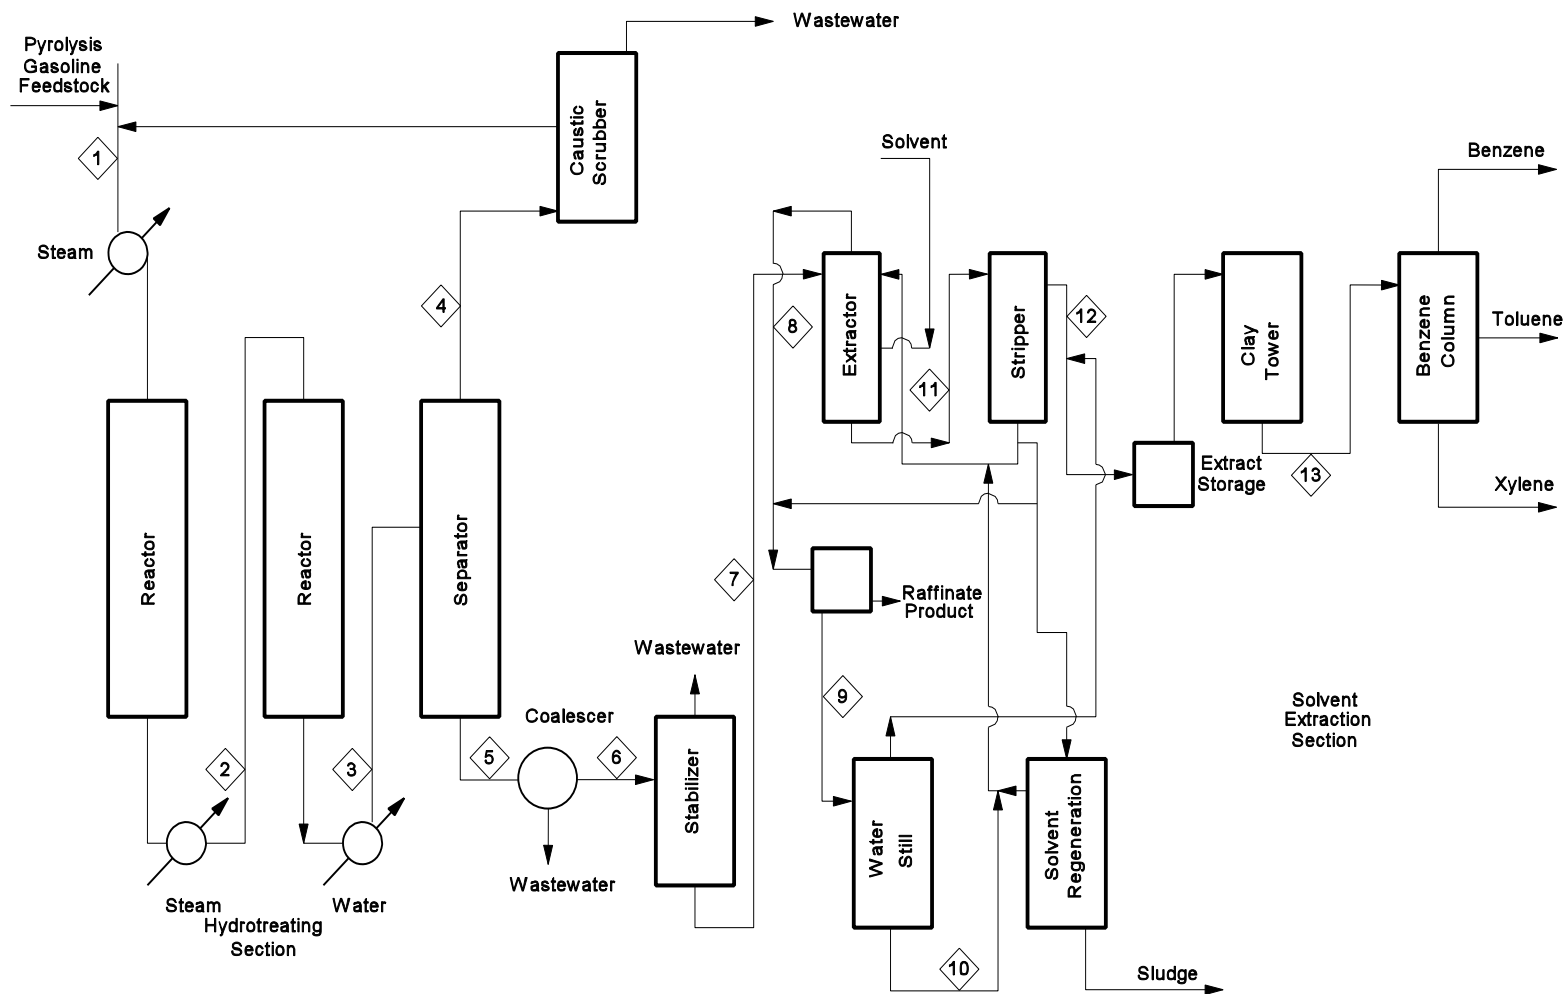 Wastewater
Pyrolysis
Gasoline
Feedstock
Caustic
Scrubber
1
Solvent
Benzene
Steam
4
8
Extractor
11
Stripper
12
Clay
Tower
Benzene
Column
Toluene
Extract
Storage
13
Xylene
Reactor
Reactor
Separator
7
Raffinate
Product
Wastewater
9
Solvent
Extraction
Section
Coalescer
2
3
5
6
Stabilizer
Water
Still
Solvent
Regeneration
Wastewater
Steam
Water
Hydrotreating
Section
10
Sludge